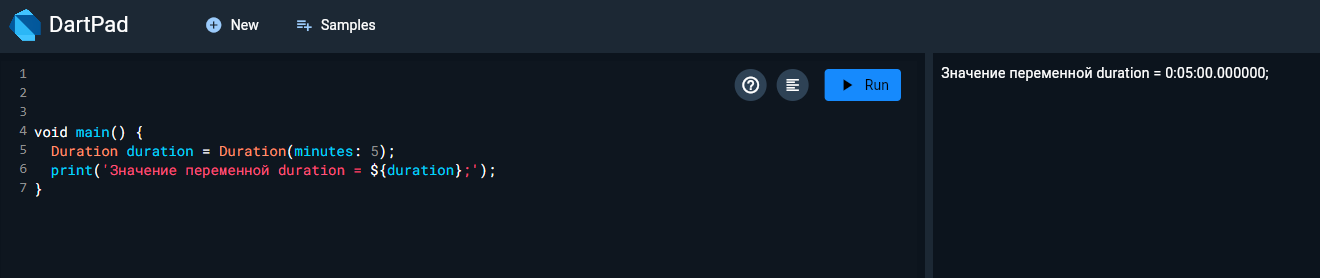 DartPad New Samples
1
2
3
4 void main() {
Run
5 Duration duration = Duration(minutes: 5);
6 print('Значение переменной duration = ${duration};');
7 }
Значение переменной duration = 0:05:00.000000;